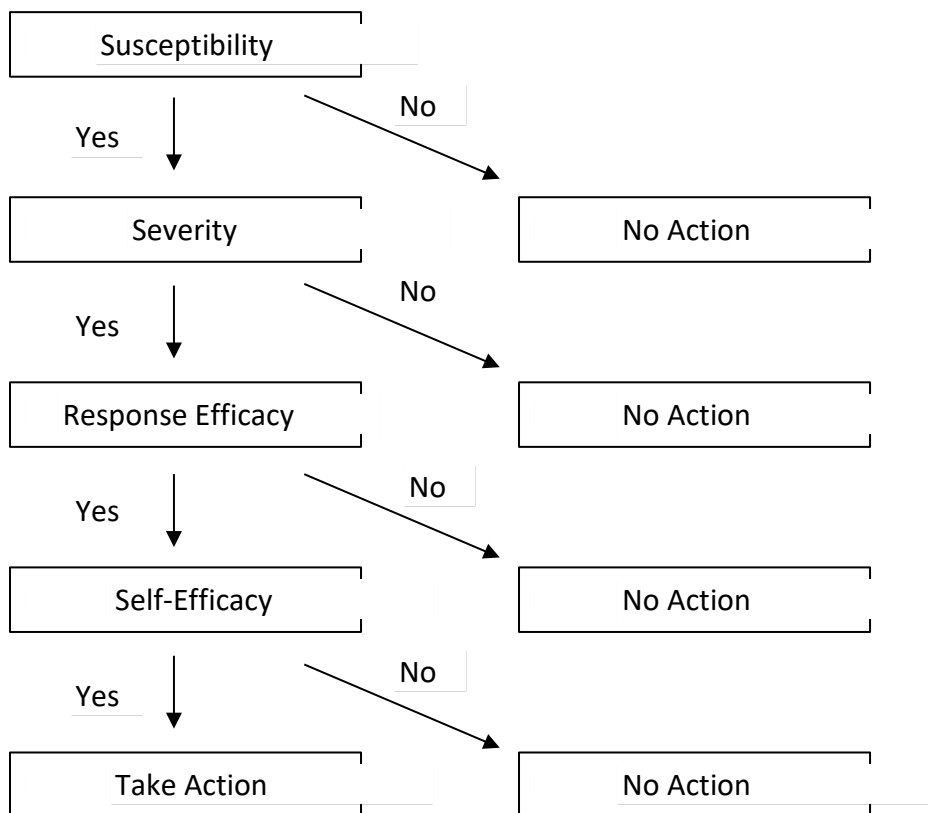 Susceptibility
No
Yes
Severity
No Action
No
Yes
Response Efficacy
No Action
No
Yes
Self-Efficacy
No Action
No
Yes
Take Action
No Action